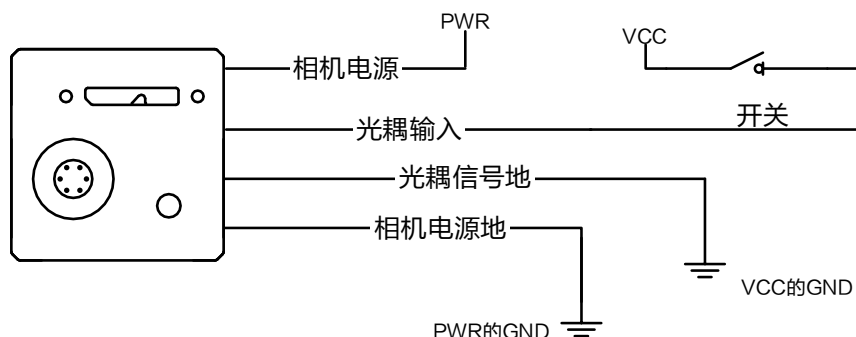 PWR
VCC
相机电源
光耦输入
开关
光耦信号地
相机电源地
VCC的GND
PWR的GND